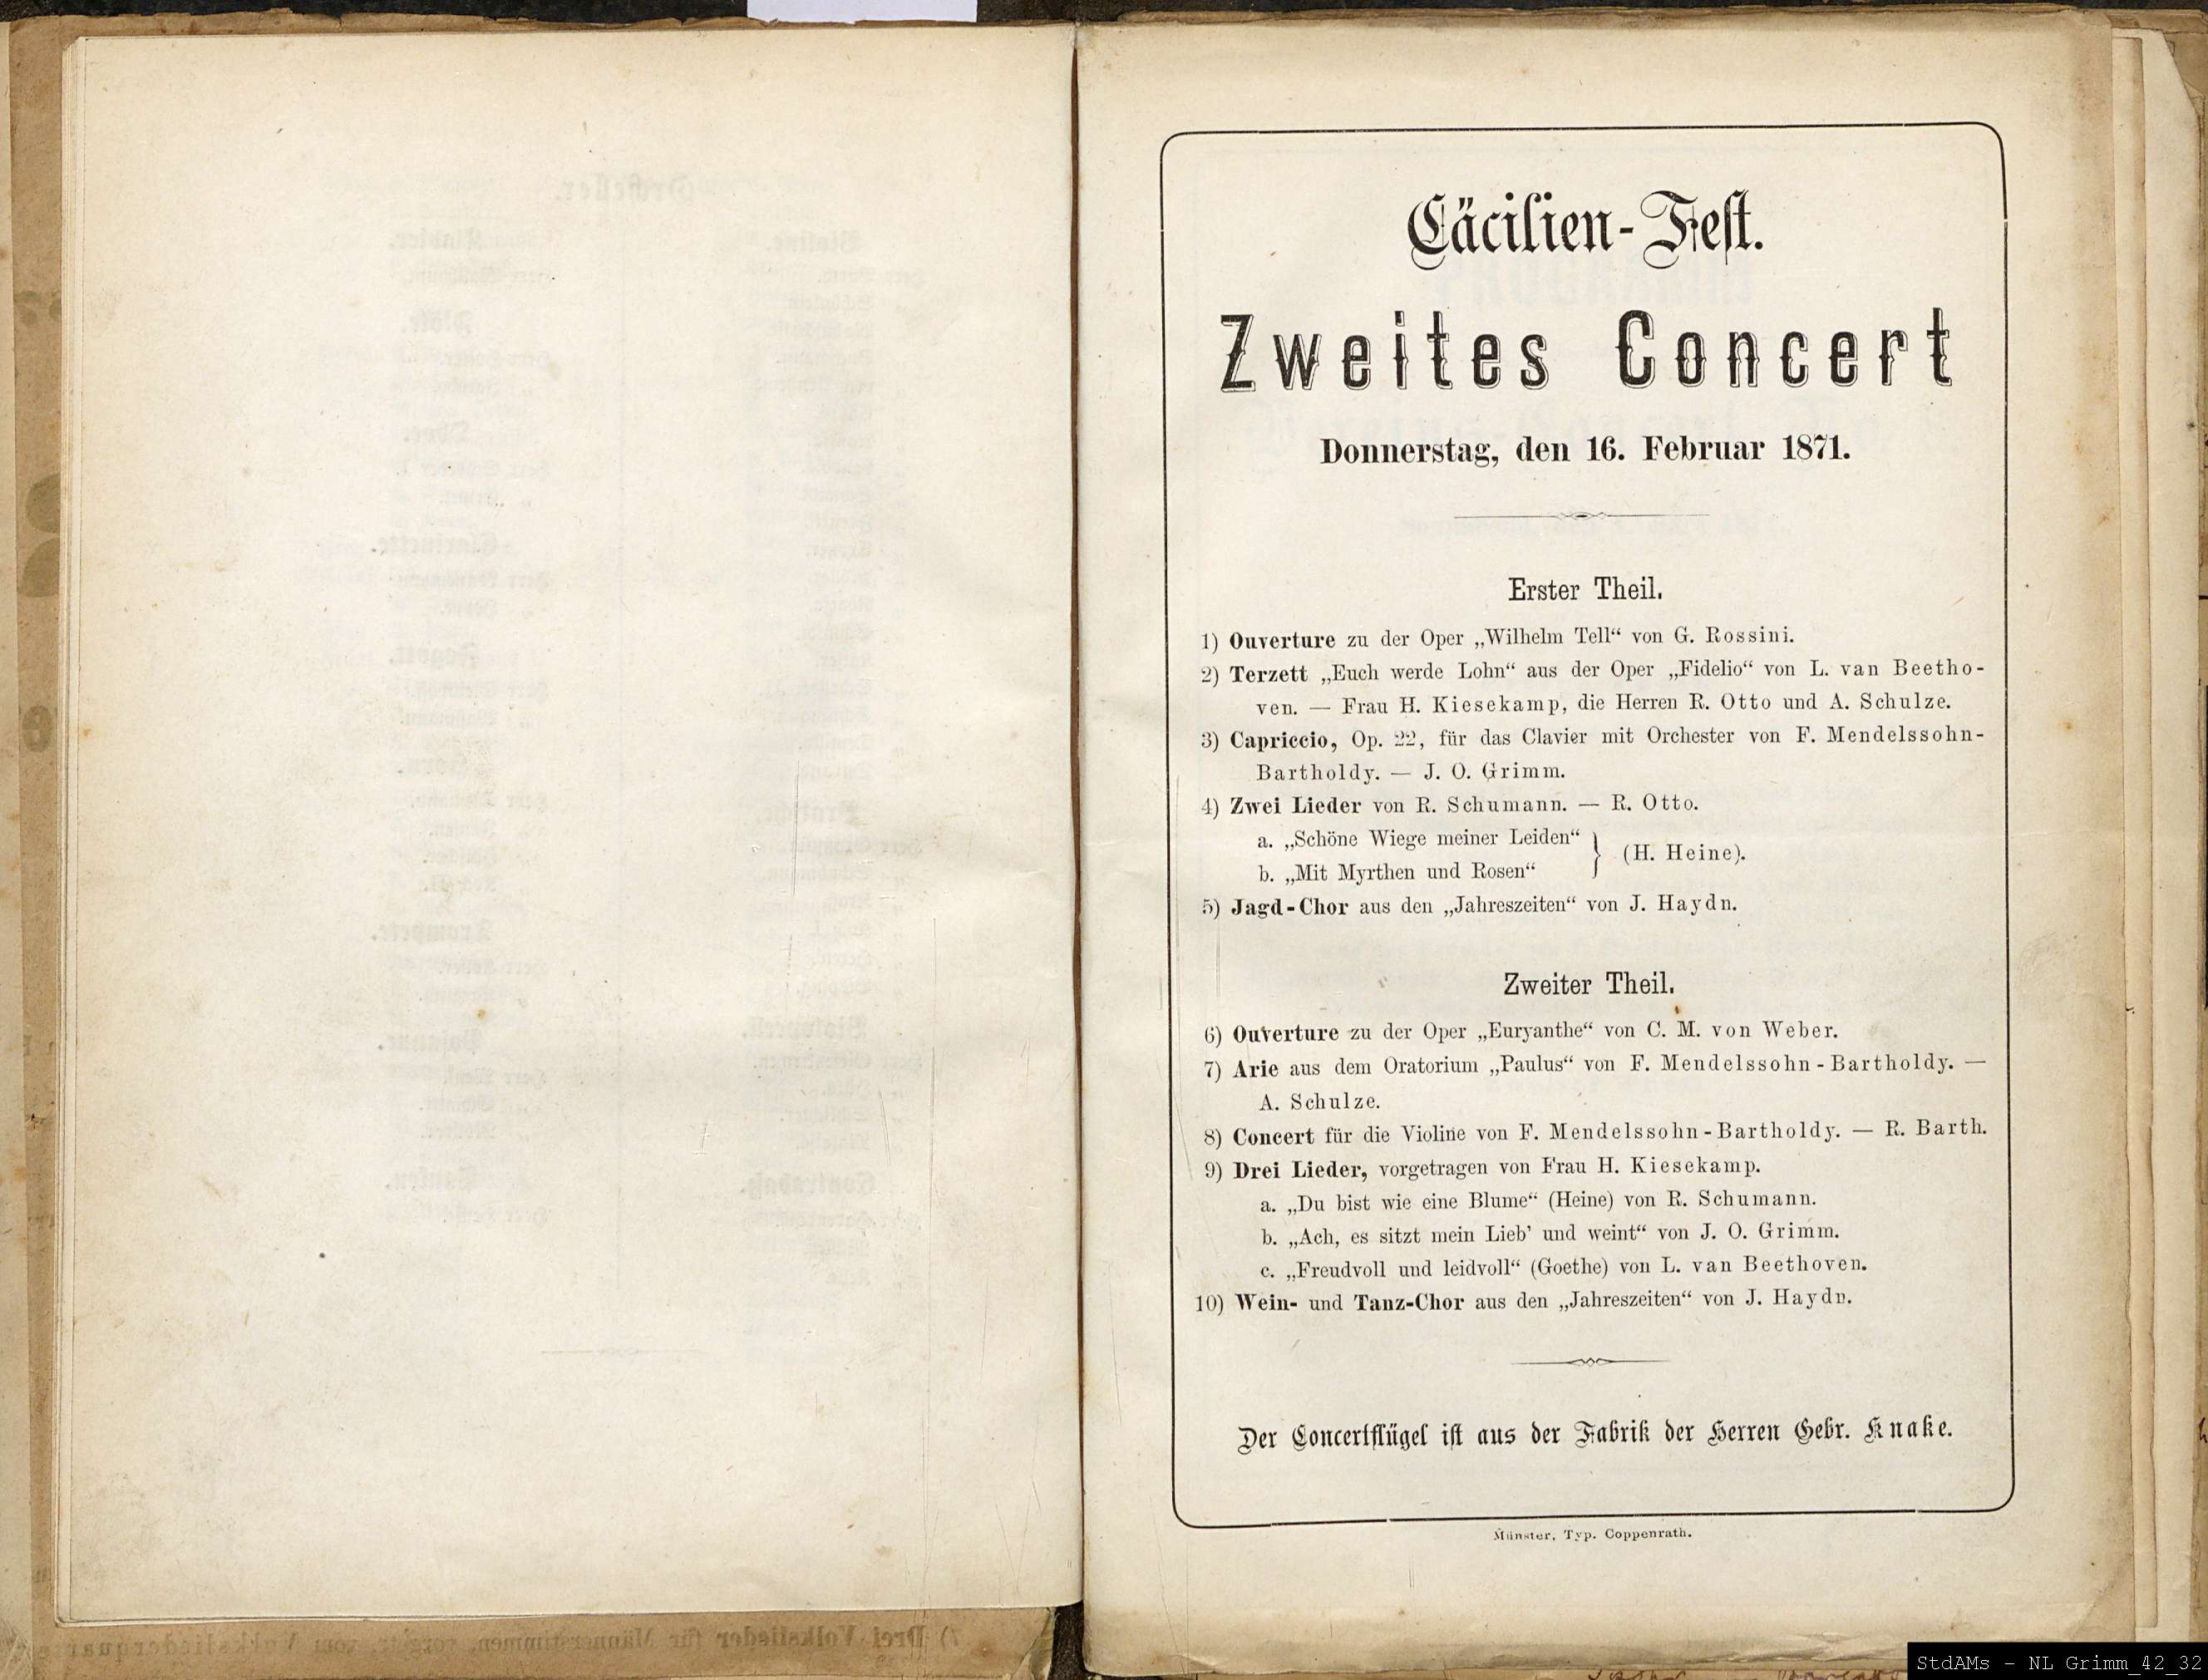 Cäcilien-Fest.
Zweites Concert
Donnerstag, den 16. Februar 1871.
Erster Theil.
1) Ouverture zu der Oper „Wilhelm Tell“ von G. Rossini.
2) Terzett „Euch werde Lohn“ aus der Oper „Fidelio“ von L. van Beetho-
ven. — Frau H. Kiesekamp, die Herren R. Otto und A. Schulze.
3) Capriccio, Op. 22, für das Clavier mit Orchester von F. Mendelssohn-
Bartholdy. — J. O. Grimm.
4) Zwei Lieder von R. Schumann. — R. Otto.
a. „Schöne Wiege meiner Leiden“
b. „Mit Myrthen und Rosen“
} (H. Heine).
5) Jagd-Chor aus den „Jahreszeiten“ von J. Haydn.
Zweiter Theil.
6) Ouverture zu der Oper „Euryanthe“ von C. M. von Weber.
7) Arie aus dem Oratorium „Paulus“ von F. Mendelssohn-Bartholdy. —
A. Schulze.
8) Concert für die Violine von F. Mendelssohn-Bartholdy. — R. Barth.
9) Drei Lieder, vorgetragen von Frau H. Kiesekamp.
a. „Du bist wie eine Blume“ (Heine) von R. Schumann.
b. „Ach, es sitzt mein Lieb’ und weint“ von J. O. Grimm.
c. „Freudvoll und leidvoll“ (Goethe) von L. van Beethoven.
10) Wein- und Tanz-Chor aus den „Jahreszeiten“ von J. Haydn.
Der Concertflügel ist aus der Fabrik der Herren Gebr. Knake.
Münster, Typ. Coppenrath.
StdAMs - NL Grimm_42_32